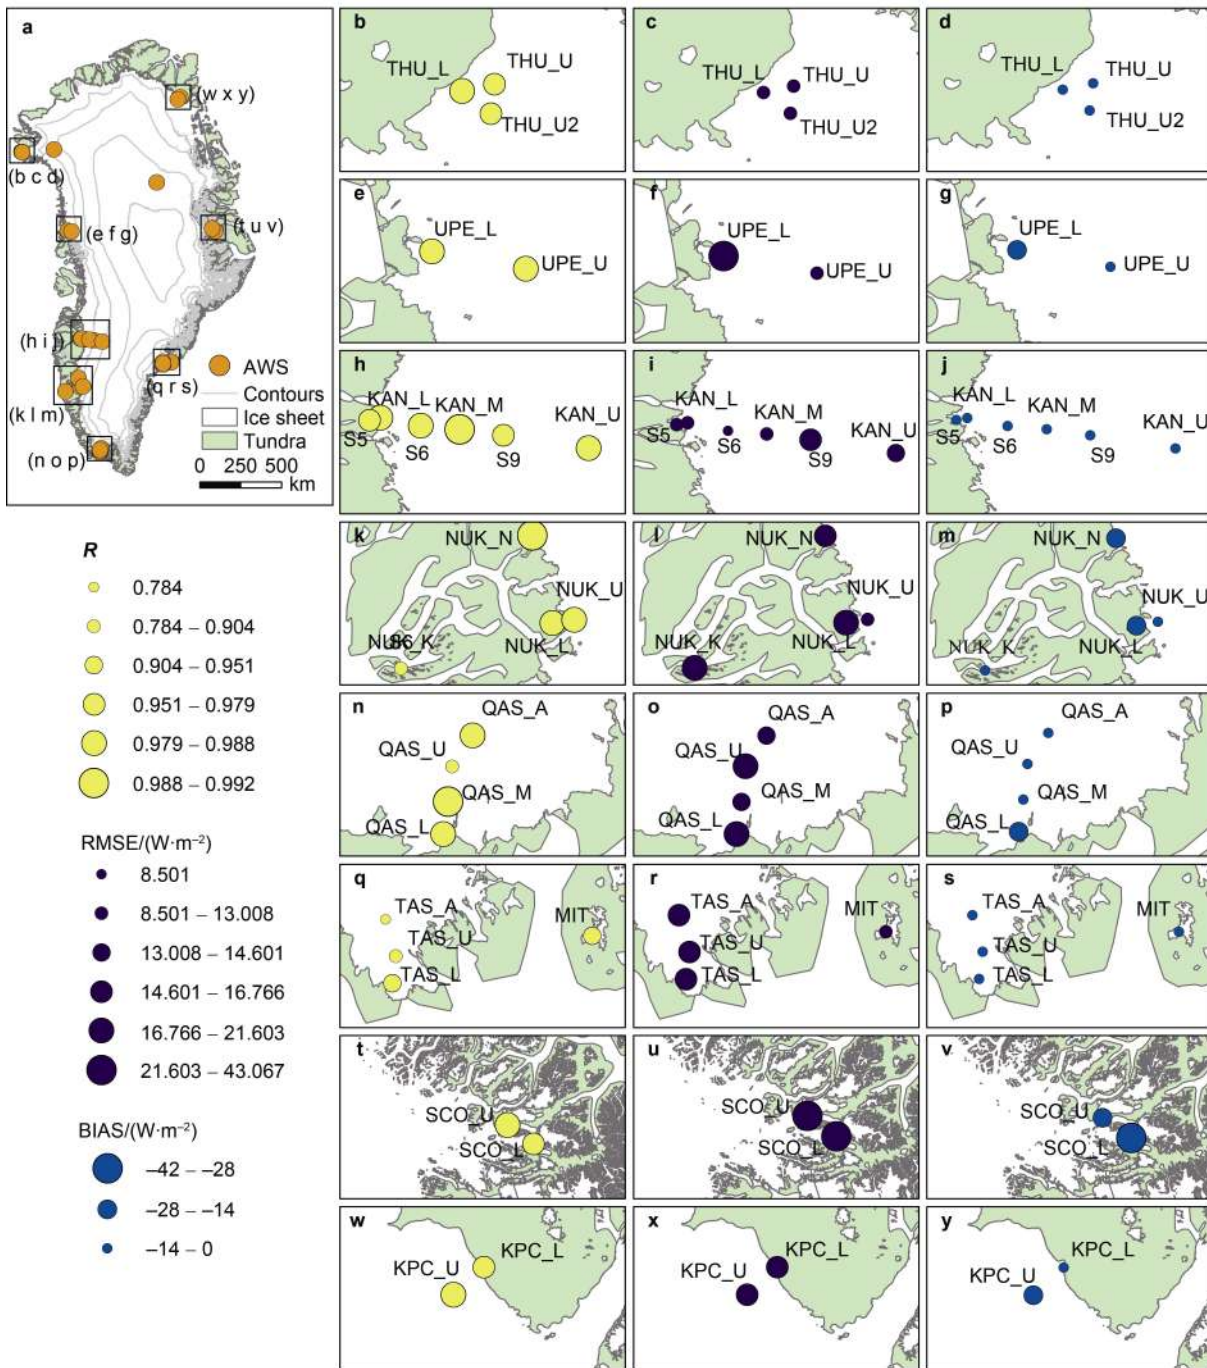 a
(w x y)
(b c d)
(e f g)
(t u v)
(h i j)
(q r s)
(k l m)
(n o p)
AWS
Contours
Ice sheet
Tundra
0 250 500
km
R
0.784
0.784 – 0.904
0.904 – 0.951
0.951 – 0.979
0.979 – 0.988
0.988 – 0.992
RMSE/(W·m⁻²)
8.501
8.501 – 13.008
13.008 – 14.601
14.601 – 16.766
16.766 – 21.603
21.603 – 43.067
BIAS/(W·m⁻²)
−42 – −28
−28 – −14
−14 – 0
b
THU_L
THU_U
THU_U2
c
THU_L
THU_U
THU_U2
d
THU_L
THU_U
THU_U2
e
UPE_L
UPE_U
f
UPE_L
UPE_U
g
UPE_L
UPE_U
h
KAN_L
KAN_M
KAN_U
S5
S6
S9
i
KAN_L
KAN_M
KAN_U
S5
S6
S9
j
KAN_L
KAN_M
KAN_U
S5
S6
S9
k
NUK_N
NUK_U
NUK_K
S6
NUK_L
l
NUK_N
NUK_U
NUK_K
NUK_L
m
NUK_N
NUK_U
NUK_K
NUK_L
n
QAS_A
QAS_U
QAS_M
QAS_L
o
QAS_A
QAS_U
QAS_M
QAS_L
p
QAS_A
QAS_U
QAS_M
QAS_L
q
TAS_A
TAS_U
TAS_L
r
TAS_A
TAS_U
TAS_L
MIT
s
TAS_A
TAS_U
TAS_L
MIT
t
SCO_U
SCO_L
u
SCO_U
SCO_L
v
SCO_U
SCO_L
w
KPC_L
KPC_U
x
KPC_L
KPC_U
y
KPC_L
KPC_U